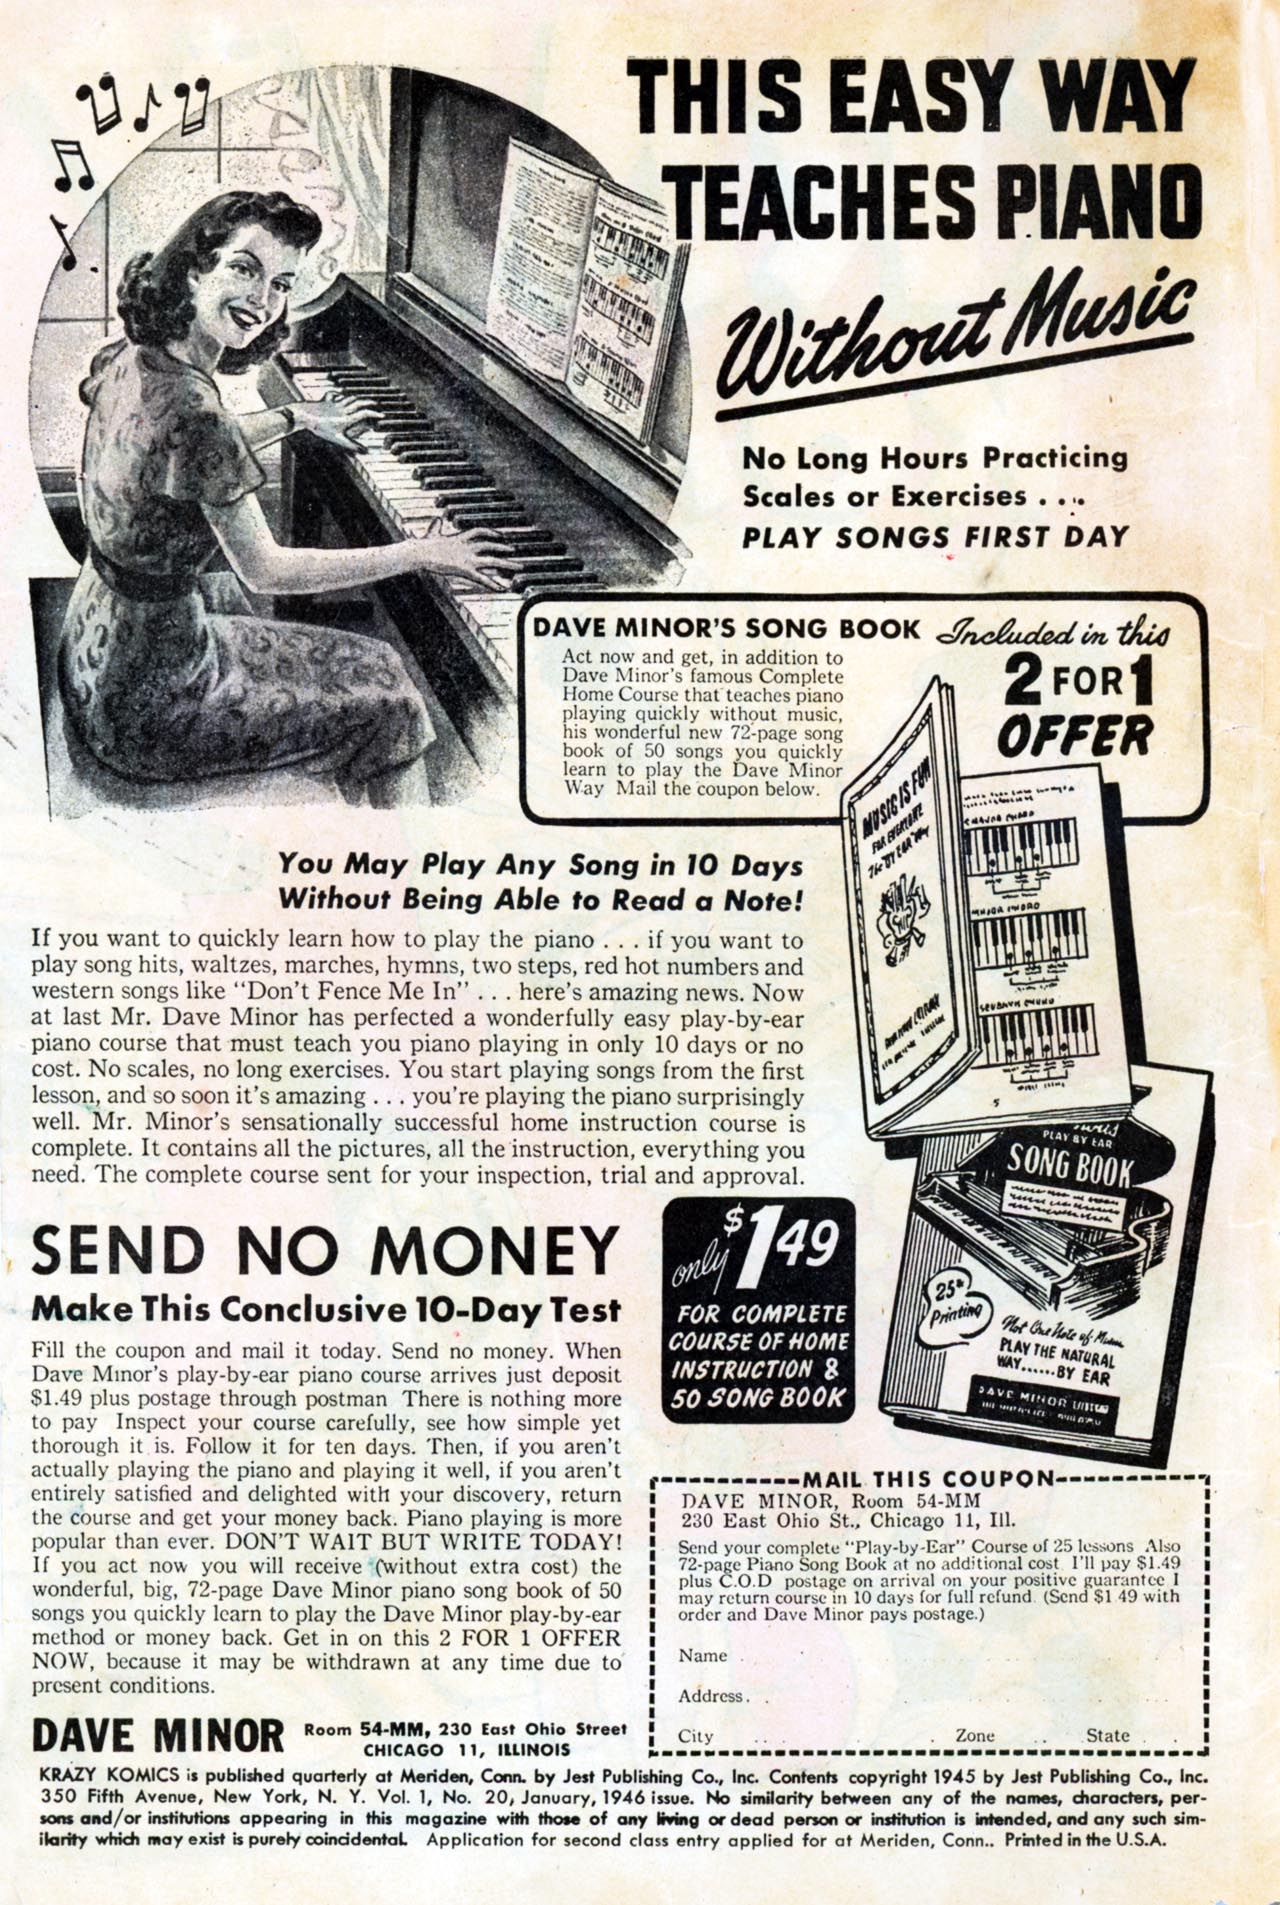 THIS EASY WAY
TEACHES PIANO
Without Music
No Long Hours Practicing
Scales or Exercises . . .
PLAY SONGS FIRST DAY
DAVE MINOR'S SONG BOOK Included in this
2 FOR 1
OFFER
Act now and get, in addition to
Dave Minor's famous Complete
Home Course that teaches piano
playing quickly without music,
his wonderful new 72-page song
book of 50 songs you quickly
learn to play the Dave Minor
Way Mail the coupon below.
MUSIC IS FUN
FOR EVERYONE
The "BY EAR" Way
MAJOR CHORD
MINOR CHORD
SEVENTH CHORD
5
You May Play Any Song in 10 Days
Without Being Able to Read a Note!
If you want to quickly learn how to play the piano . . . if you want to
play song hits, waltzes, marches, hymns, two steps, red hot numbers and
western songs like "Don't Fence Me In" . . . here's amazing news. Now
at last Mr. Dave Minor has perfected a wonderfully easy play-by-ear
piano course that must teach you piano playing in only 10 days or no
cost. No scales, no long exercises. You start playing songs from the first
lesson, and so soon it's amazing . . . you're playing the piano surprisingly
well. Mr. Minor's sensationally successful home instruction course is
complete. It contains all the pictures, all the instruction, everything you
need. The complete course sent for your inspection, trial and approval.
PLAY BY EAR
SONG BOOK
25th
Printing
Not One Note of Music
PLAY THE NATURAL
WAY......BY EAR
DAVE MINOR
SEND NO MONEY
Make This Conclusive 10-Day Test
only $1.49
FOR COMPLETE
COURSE OF HOME
INSTRUCTION &
50 SONG BOOK
Fill the coupon and mail it today. Send no money. When
Dave Minor's play-by-ear piano course arrives just deposit
$1.49 plus postage through postman There is nothing more
to pay Inspect your course carefully, see how simple yet
thorough it is. Follow it for ten days. Then, if you aren't
actually playing the piano and playing it well, if you aren't
entirely satisfied and delighted with your discovery, return
the course and get your money back. Piano playing is more
popular than ever. DON'T WAIT BUT WRITE TODAY!
If you act now you will receive (without extra cost) the
wonderful, big, 72-page Dave Minor piano song book of 50
songs you quickly learn to play the Dave Minor play-by-ear
method or money back. Get in on this 2 FOR 1 OFFER
NOW, because it may be withdrawn at any time due to
present conditions.
DAVE MINOR Room 54-MM, 230 East Ohio Street
CHICAGO 11, ILLINOIS
MAIL THIS COUPON
DAVE MINOR, Room 54-MM
230 East Ohio St., Chicago 11, Ill.
Send your complete "Play-by-Ear" Course of 25 lessons Also
72-page Piano Song Book at no additional cost I'll pay $1.49
plus C.O.D postage on arrival on your positive guarantee I
may return course in 10 days for full refund (Send $1.49 with
order and Dave Minor pays postage.)
Name
Address
City Zone State
KRAZY KOMICS is published quarterly at Meriden, Conn. by Jest Publishing Co., Inc. Contents copyright 1945 by Jest Publishing Co., Inc.
350 Fifth Avenue, New York, N. Y. Vol. 1, No. 20, January, 1946 issue. No similarity between any of the names, characters, per-
sons and/or institutions appearing in this magazine with those of any living or dead person or institution is intended, and any such sim-
ilarity which may exist is purely coincidental. Application for second class entry applied for at Meriden, Conn.. Printed in the U.S.A.